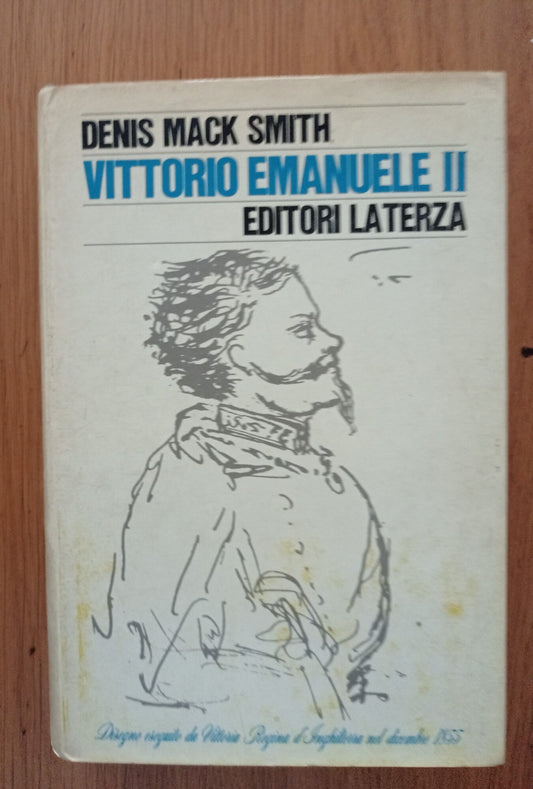 DENIS MACK SMITH
VITTORIO EMANUELE II
EDITORI LATERZA
Disegno eseguito da Vittoria Regina d'Inghilterra nel dicembre 1855